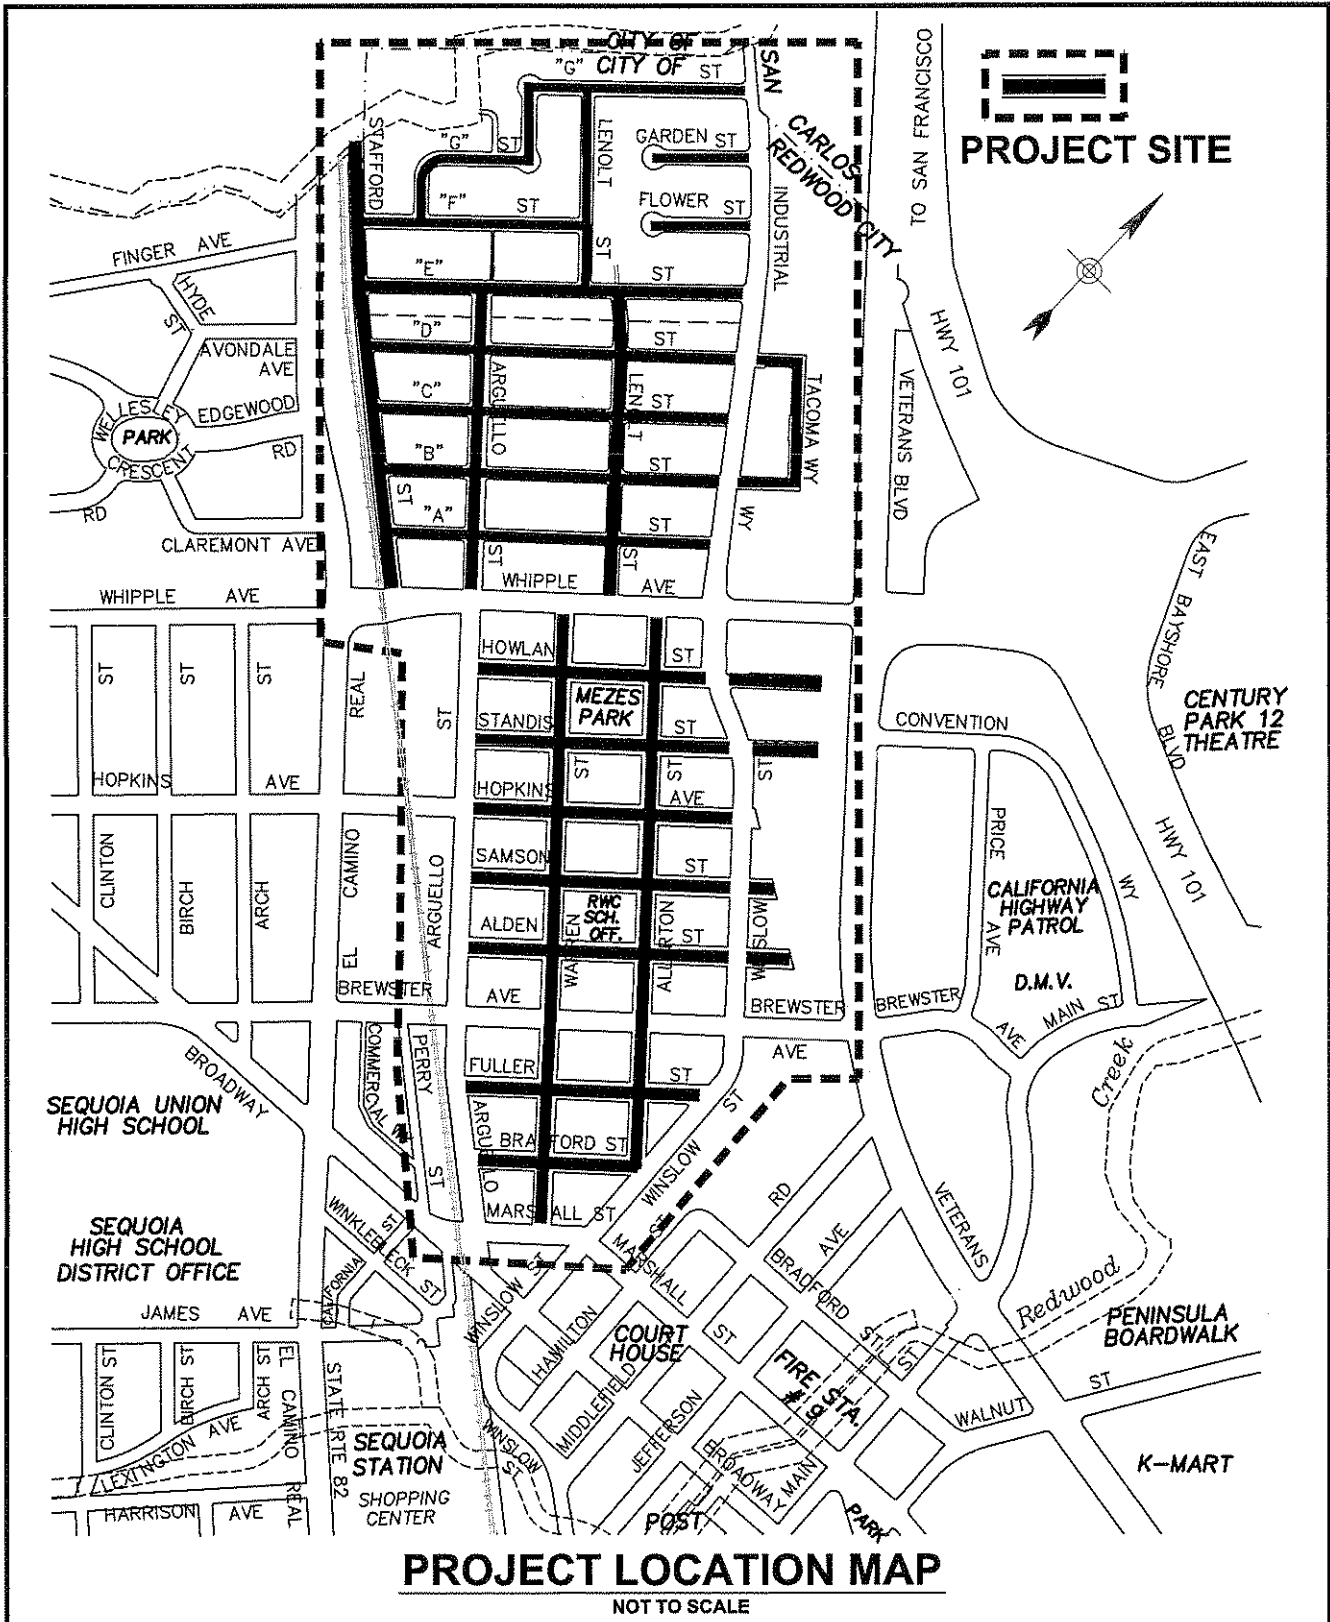 CITY OF
CITY OF
"G" ST
SAN
CARLOS
REDWOOD CITY
TO SAN FRANCISCO
PROJECT SITE
STAFFORD
ST
"G" ST
LENOLT
ST
GARDEN ST
"F" ST
FLOWER ST
INDUSTRIAL
WY
FINGER AVE
HYDE
ST
"E" ST
HWY 101
AVONDALE
AVE
"D" ST
ARGUELLO
ST
LENOLT
ST
VETERANS BLVD
TACOMA WY
WELLESLEY
CRESCENT
PARK
EDGEWOOD
RD
RD
"C" ST
"B" ST
"A" ST
CLAREMONT AVE
WHIPPLE AVE
WHIPPLE AVE
EAST BAYSHORE
BLVD
ST
ST
ST
REAL
ST
HOWLAN ST
MEZES
PARK
STANDIS ST
CENTURY
PARK 12
THEATRE
CONVENTION
WY
HOPKINS AVE
HOPKINS AVE
ST
ST
ST
PRICE
AVE
HWY 101
CLINTON
BIRCH
ARCH
EL CAMINO
ARGUELLO
SAMSON ST
RWC
SCH.
OFF.
ALDEN ST
WARREN
ALLERTON
WINSLOW
CALIFORNIA
HIGHWAY
PATROL
D.M.V.
BREWSTER
AVE
BREWSTER
AVE
BREWSTER
AVE
MAIN ST
BROADWAY
COMMERCIAL WY
PERRY
ST
FULLER ST
Creek
SEQUOIA UNION
HIGH SCHOOL
ARGUELLO
BRADFORD ST
WINSLOW
ST
MARSHALL ST
RD
VETERANS
SEQUOIA
HIGH SCHOOL
DISTRICT OFFICE
WINKLEBLECK ST
ST
CALIFORNIA
MARSHALL
ST
AVE
BRADFORD
ST
Redwood
JAMES AVE
WINSLOW ST
HAMILTON
COURT
HOUSE
ST
ST
PENINSULA
BOARDWALK
CLINTON ST
BIRCH ST
ARCH ST
EL CAMINO
REAL
STATE RTE 82
MIDDLEFIELD
JEFFERSON
FIRE STA.
# 9
WALNUT
ST
LEXINGTON AVE
SEQUOIA
STATION
SHOPPING
CENTER
WINSLOW
ST
BROADWAY
MAIN
K-MART
HARRISON AVE
POST
PARK
PROJECT LOCATION MAP
NOT TO SCALE